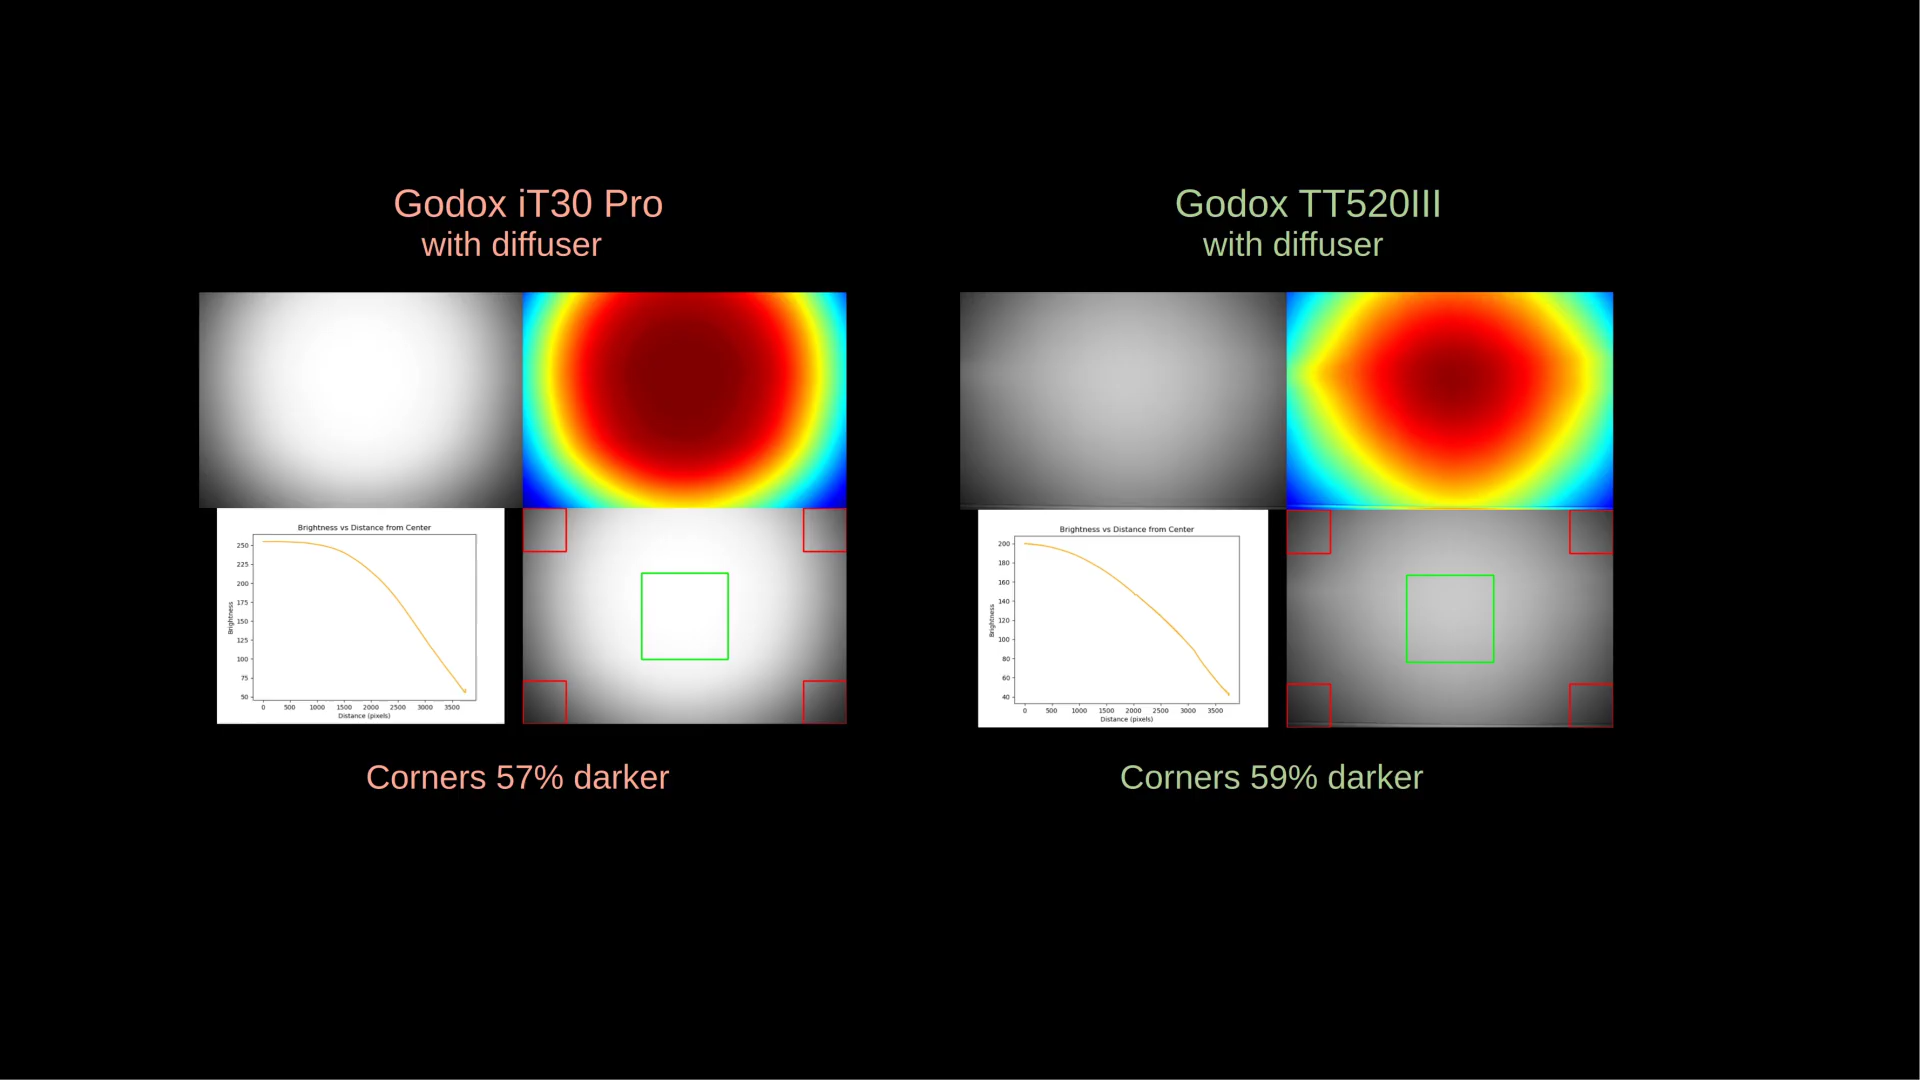 Godox iT30 Pro
with diffuser
Godox TT520III
with diffuser
Brightness vs Distance from Center
250
225
200
175
150
125
100
75
50
Brightness
0 500 1000 1500 2000 2500 3000 3500
Distance (pixels)
Brightness vs Distance from Center
200
180
160
140
120
100
80
60
40
Brightness
0 500 1000 1500 2000 2500 3000 3500
Distance (pixels)
Corners 57% darker
Corners 59% darker